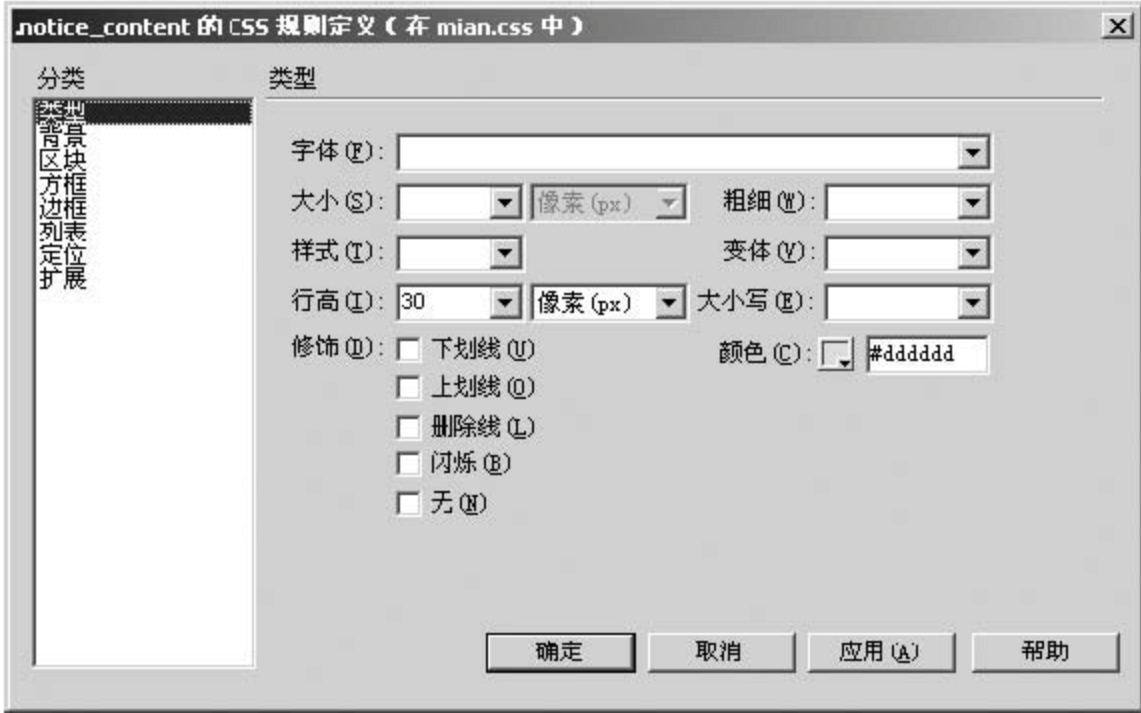 .notice_content 的 CSS 规则定义（在 mian.css 中）
分类
类型
背景
区块
方框
边框
列表
定位
扩展
类型
字体(F):
大小(S): 像素(px) 粗细(W):
样式(T): 变体(V):
行高(I): 30 像素(px) 大小写(E):
修饰(D): 下划线(U) 颜色(C): #dddddd
上划线(O)
删除线(L)
闪烁(B)
无(N)
确定 取消 应用(A) 帮助